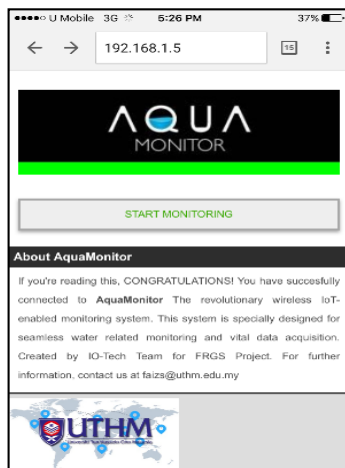 U Mobile 3G 5:26 PM 37%
192.168.1.5 15
AQUA
MONITOR
START MONITORING
About AquaMonitor
If you're reading this, CONGRATULATIONS! You have succesfully
connected to AquaMonitor The revolutionary wireless IoT-
enabled monitoring system. This system is specially designed for
seamless water related monitoring and vital data acquisition.
Created by IO-Tech Team for FRGS Project. For further
information, contact us at faizs@uthm.edu.my
UTHM